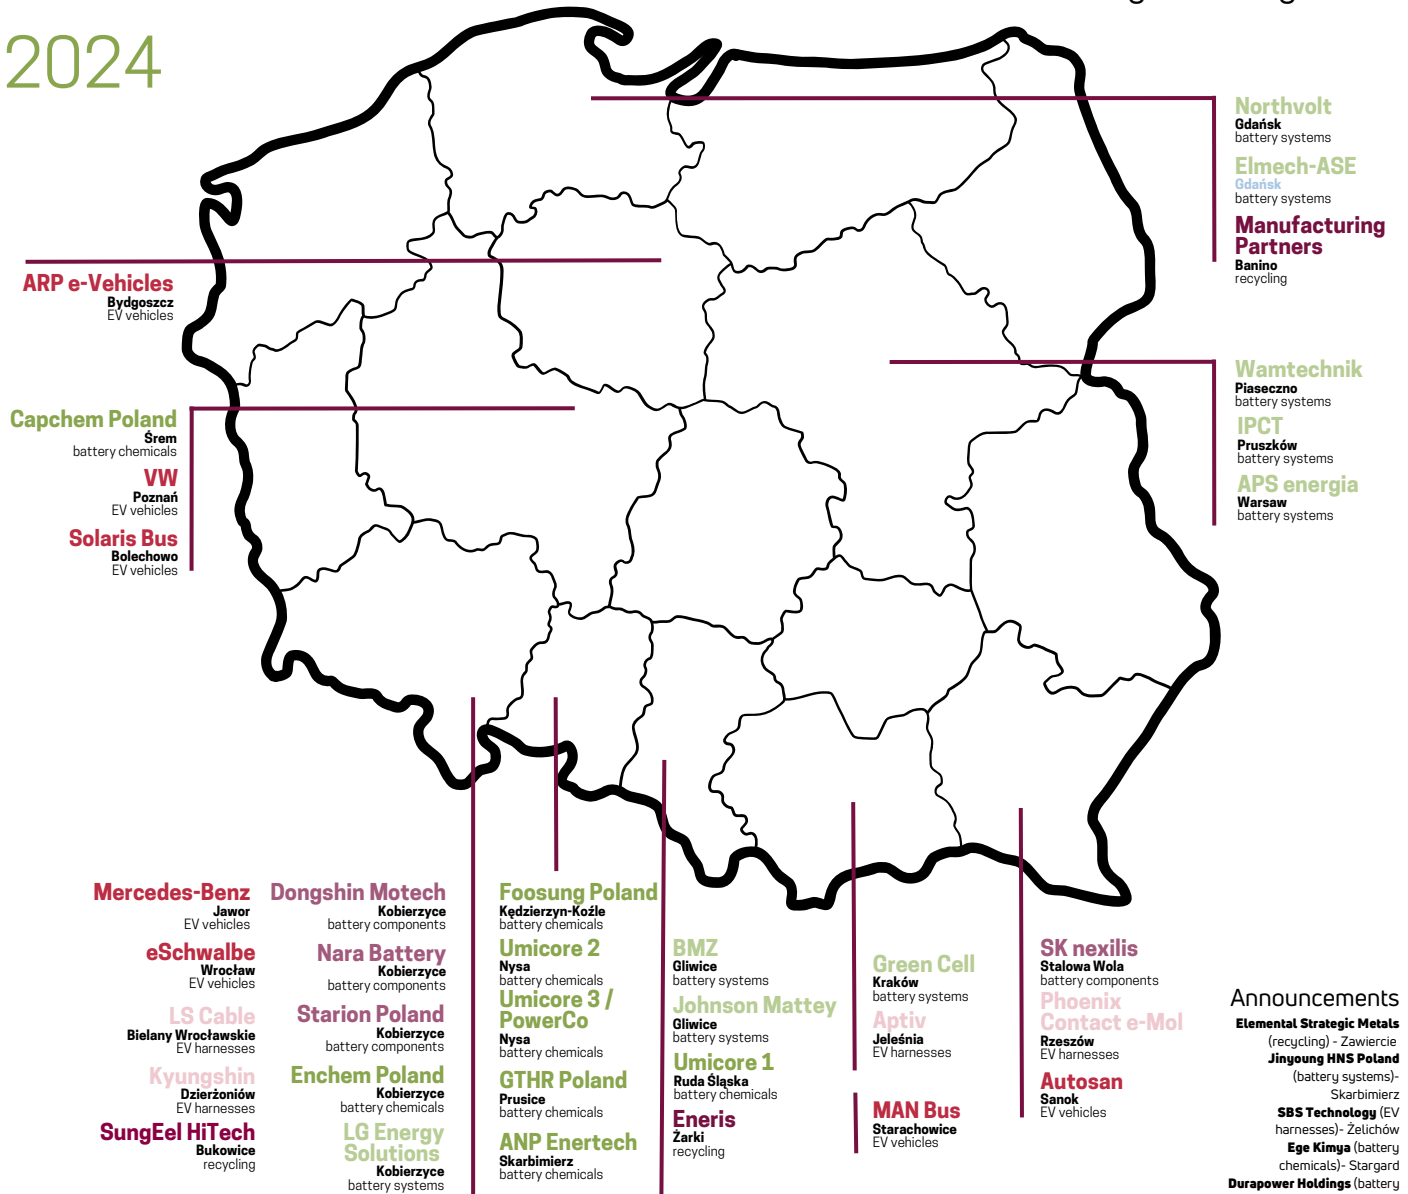 2024
Northvolt
Gdańsk
battery systems
Elmech-ASE
Gdańsk
battery systems
Manufacturing
Partners
Banino
recycling
ARP e-Vehicles
Bydgoszcz
EV vehicles
Wamtechnik
Piaseczno
battery systems
IPCT
Pruszków
battery systems
APS energia
Warsaw
battery systems
Capchem Poland
Śrem
battery chemicals
VW
Poznań
EV vehicles
Solaris Bus
Bolechowo
EV vehicles
Mercedes-Benz
Jawor
EV vehicles
eSchwalbe
Wrocław
EV vehicles
LS Cable
Bielany Wrocławskie
EV harnesses
Kyungshin
Dzierżoniów
EV harnesses
SungEel HiTech
Bukowice
recycling
Dongshin Motech
Kobierzyce
battery components
Nara Battery
Kobierzyce
battery components
Starion Poland
Kobierzyce
battery components
Enchem Poland
Kobierzyce
battery chemicals
LG Energy
Solutions
Kobierzyce
battery systems
Foosung Poland
Kędzierzyn-Koźle
battery chemicals
Umicore 2
Nysa
battery chemicals
Umicore 3 /
PowerCo
Nysa
battery chemicals
GTHR Poland
Prusice
battery chemicals
ANP Enertech
Skarbimierz
battery chemicals
BMZ
Gliwice
battery systems
Johnson Mattey
Gliwice
battery systems
Umicore 1
Ruda Śląska
battery chemicals
Eneris
Żarki
recycling
Green Cell
Kraków
battery systems
Aptiv
Jeleśnia
EV harnesses
MAN Bus
Starachowice
EV vehicles
SK nexilis
Stalowa Wola
battery components
Phoenix
Contact e-Mol
Rzeszów
EV harnesses
Autosan
Sanok
EV vehicles
Announcements
Elemental Strategic Metals
(recycling) - Zawiercie
Jinyoung HNS Poland
(battery systems)-
Skarbimierz
SBS Technology (EV
harnesses)- Żelichów
Ege Kimya (battery
chemicals)- Stargard
Durapower Holdings (battery